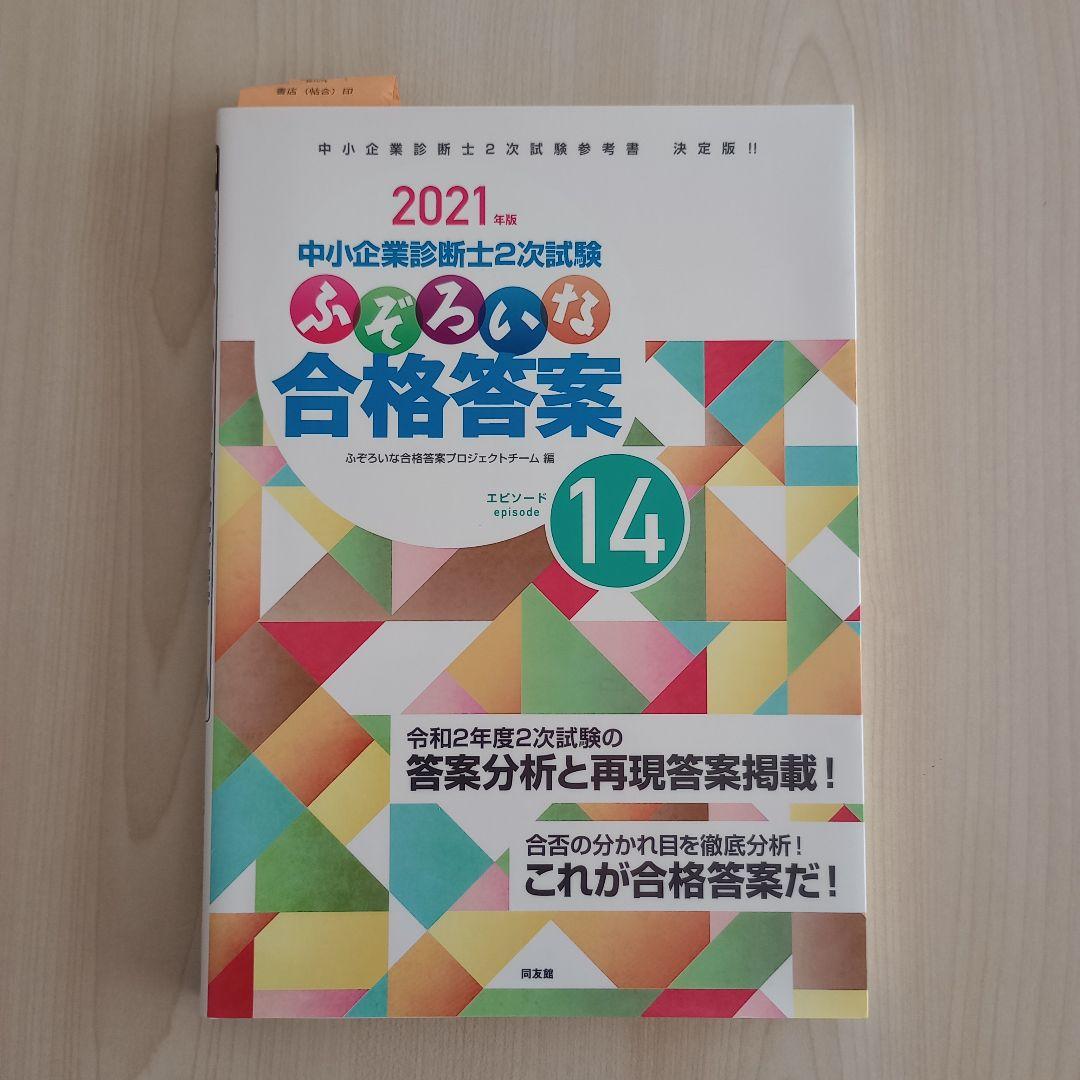 書店（帖合）印
中小企業診断士2次試験参考書　決定版!!
2021年版
中小企業診断士2次試験
ふぞろいな
合格答案
ふぞろいな合格答案プロジェクトチーム 編
エピソード
episode
14
令和2年度2次試験の
答案分析と再現答案掲載！
合否の分かれ目を徹底分析！
これが合格答案だ！
同友館